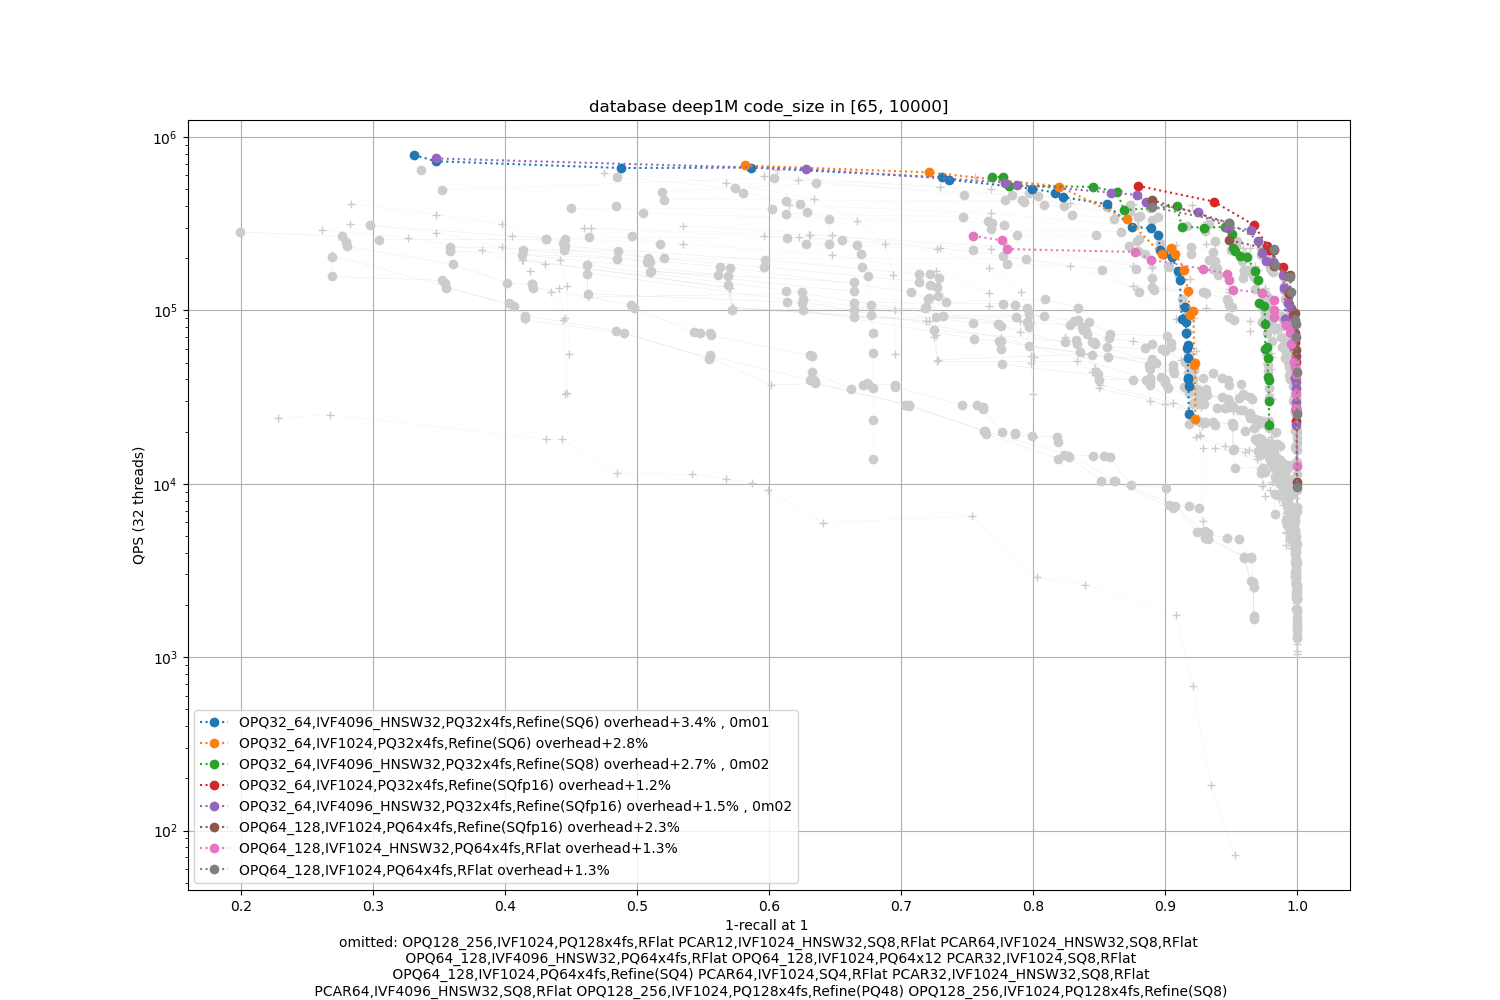 database deep1M code_size in [65, 10000]
10^6
10^5
10^4
10^3
10^2
QPS (32 threads)
OPQ32_64,IVF4096_HNSW32,PQ32x4fs,Refine(SQ6) overhead+3.4% , 0m01
OPQ32_64,IVF1024,PQ32x4fs,Refine(SQ6) overhead+2.8%
OPQ32_64,IVF4096_HNSW32,PQ32x4fs,Refine(SQ8) overhead+2.7% , 0m02
OPQ32_64,IVF1024,PQ32x4fs,Refine(SQfp16) overhead+1.2%
OPQ32_64,IVF4096_HNSW32,PQ32x4fs,Refine(SQfp16) overhead+1.5% , 0m02
OPQ64_128,IVF1024,PQ64x4fs,Refine(SQfp16) overhead+2.3%
OPQ64_128,IVF1024_HNSW32,PQ64x4fs,RFlat overhead+1.3%
OPQ64_128,IVF1024,PQ64x4fs,RFlat overhead+1.3%
0.2 0.3 0.4 0.5 0.6 0.7 0.8 0.9 1.0
1-recall at 1
omitted: OPQ128_256,IVF1024,PQ128x4fs,RFlat PCAR12,IVF1024_HNSW32,SQ8,RFlat PCAR64,IVF1024_HNSW32,SQ8,RFlat
OPQ64_128,IVF4096_HNSW32,PQ64x4fs,RFlat OPQ64_128,IVF1024,PQ64x12 PCAR32,IVF1024,SQ8,RFlat
OPQ64_128,IVF1024,PQ64x4fs,Refine(SQ4) PCAR64,IVF1024,SQ4,RFlat PCAR32,IVF1024_HNSW32,SQ8,RFlat
PCAR64,IVF4096_HNSW32,SQ8,RFlat OPQ128_256,IVF1024,PQ128x4fs,Refine(PQ48) OPQ128_256,IVF1024,PQ128x4fs,Refine(SQ8)